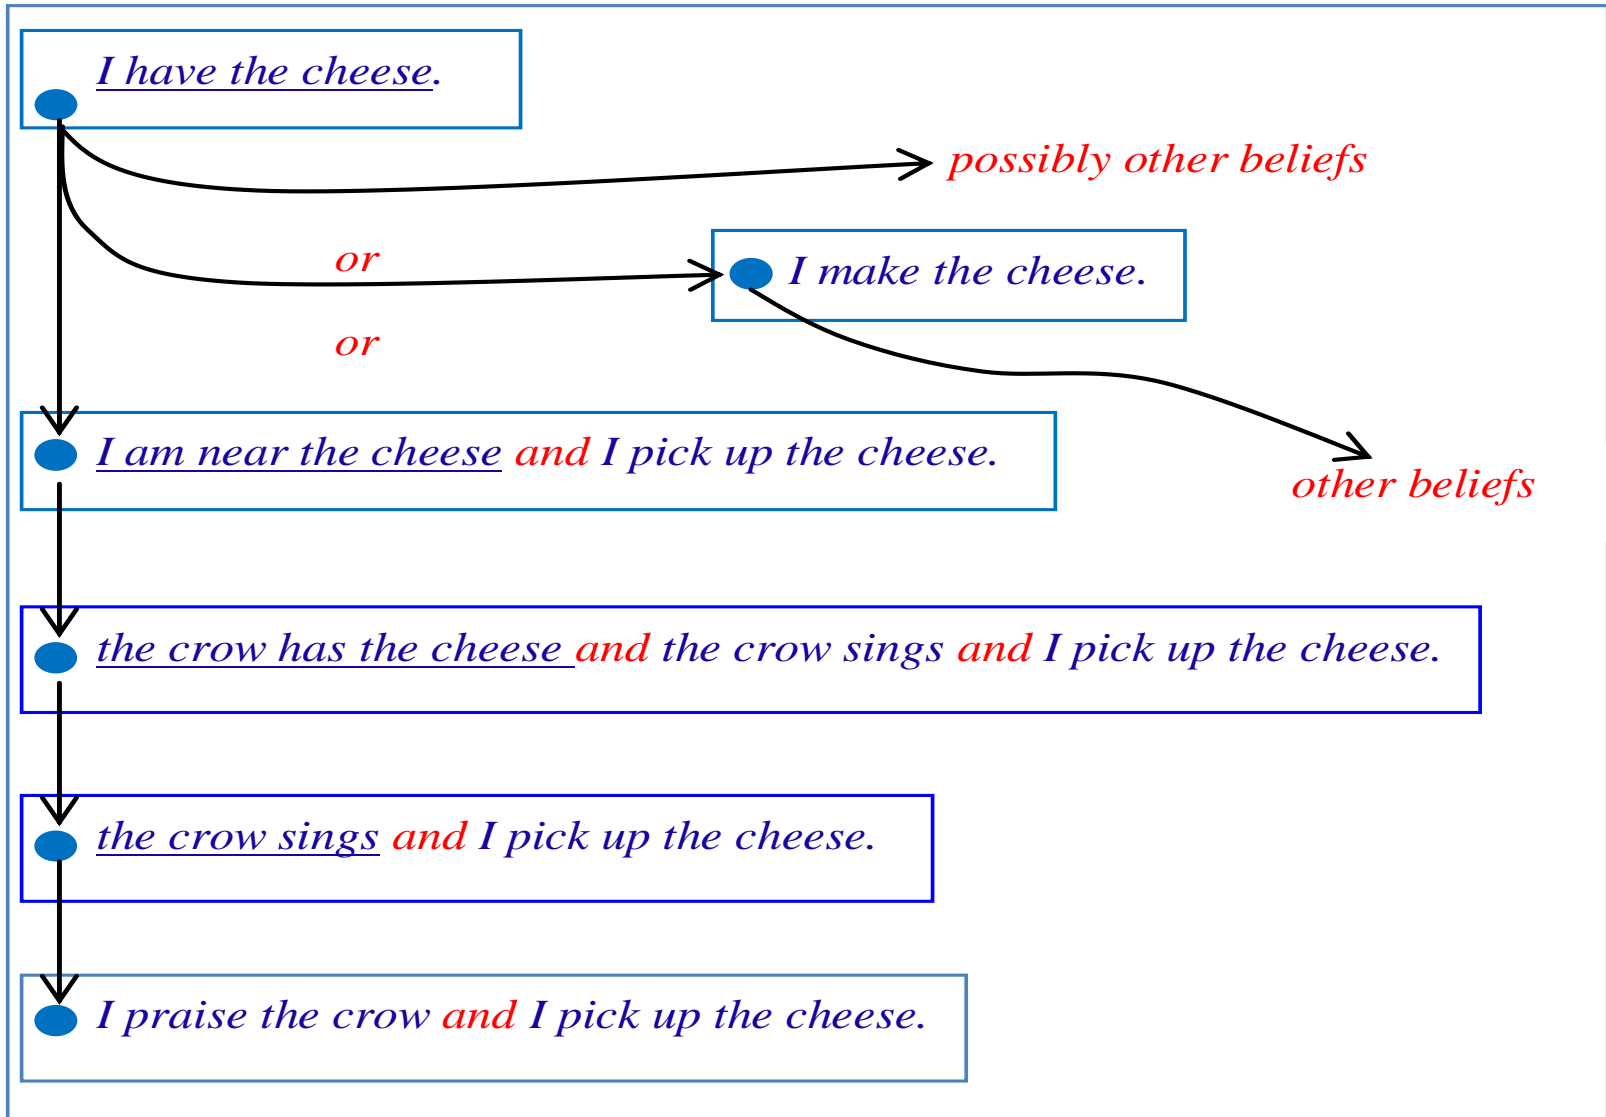 I have the cheese.
possibly other beliefs
or
I make the cheese.
or
I am near the cheese and I pick up the cheese.
other beliefs
the crow has the cheese and the crow sings and I pick up the cheese.
the crow sings and I pick up the cheese.
I praise the crow and I pick up the cheese.